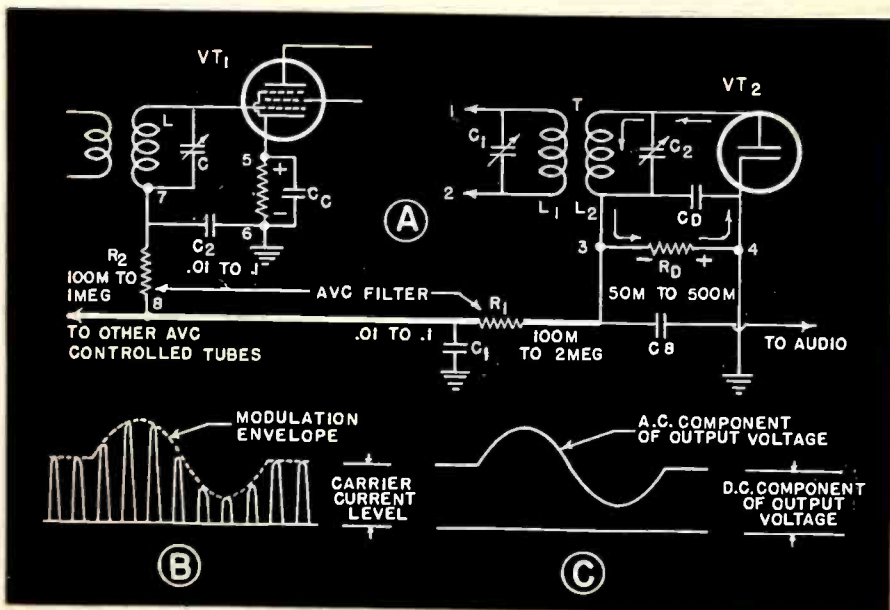 VT1
VT2
1
T
L
C
C1
C2
5
+
CC
2
L1
L2
CD
7
−
A
C2
6
3
4
R2
.01 TO .1
− RD +
100M TO
1MEG
8
AVC FILTER
R1
50M TO 500M
TO OTHER AVC
CONTROLLED TUBES
.01 TO .1
C1
100M
TO 2MEG
C8
TO AUDIO
MODULATION
ENVELOPE
CARRIER
CURRENT
LEVEL
B
A.C. COMPONENT
OF OUTPUT VOLTAGE
D.C. COMPONENT
OF OUTPUT
VOLTAGE
C